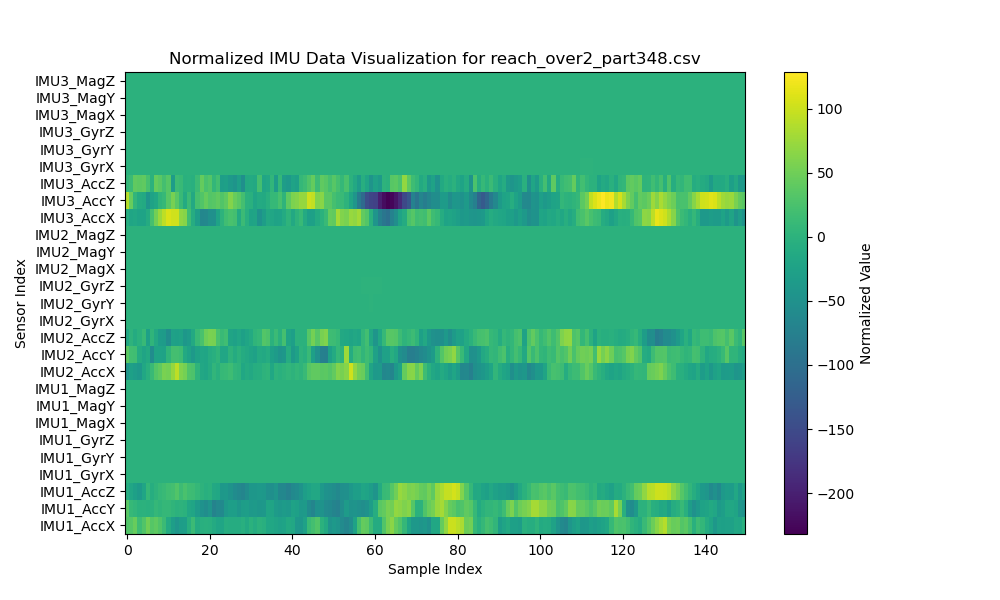 Normalized IMU Data Visualization for reach_over2_part348.csv
IMU3_MagZ
IMU3_MagY
IMU3_MagX
IMU3_GyrZ
IMU3_GyrY
IMU3_GyrX
IMU3_AccZ
IMU3_AccY
IMU3_AccX
IMU2_MagZ
IMU2_MagY
IMU2_MagX
IMU2_GyrZ
IMU2_GyrY
IMU2_GyrX
IMU2_AccZ
IMU2_AccY
IMU2_AccX
IMU1_MagZ
IMU1_MagY
IMU1_MagX
IMU1_GyrZ
IMU1_GyrY
IMU1_GyrX
IMU1_AccZ
IMU1_AccY
IMU1_AccX
Sensor Index
0 20 40 60 80 100 120 140
Sample Index
100
50
0
−50
−100
−150
−200
Normalized Value